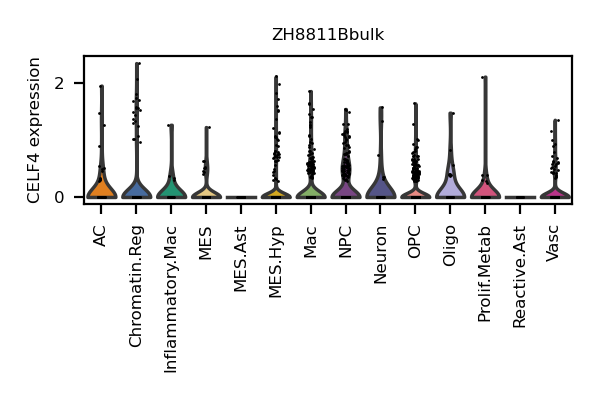 ZH8811Bbulk
CELF4 expression
2
0
AC
Chromatin.Reg
Inflammatory.Mac
MES
MES.Ast
MES.Hyp
Mac
NPC
Neuron
OPC
Oligo
Prolif.Metab
Reactive.Ast
Vasc